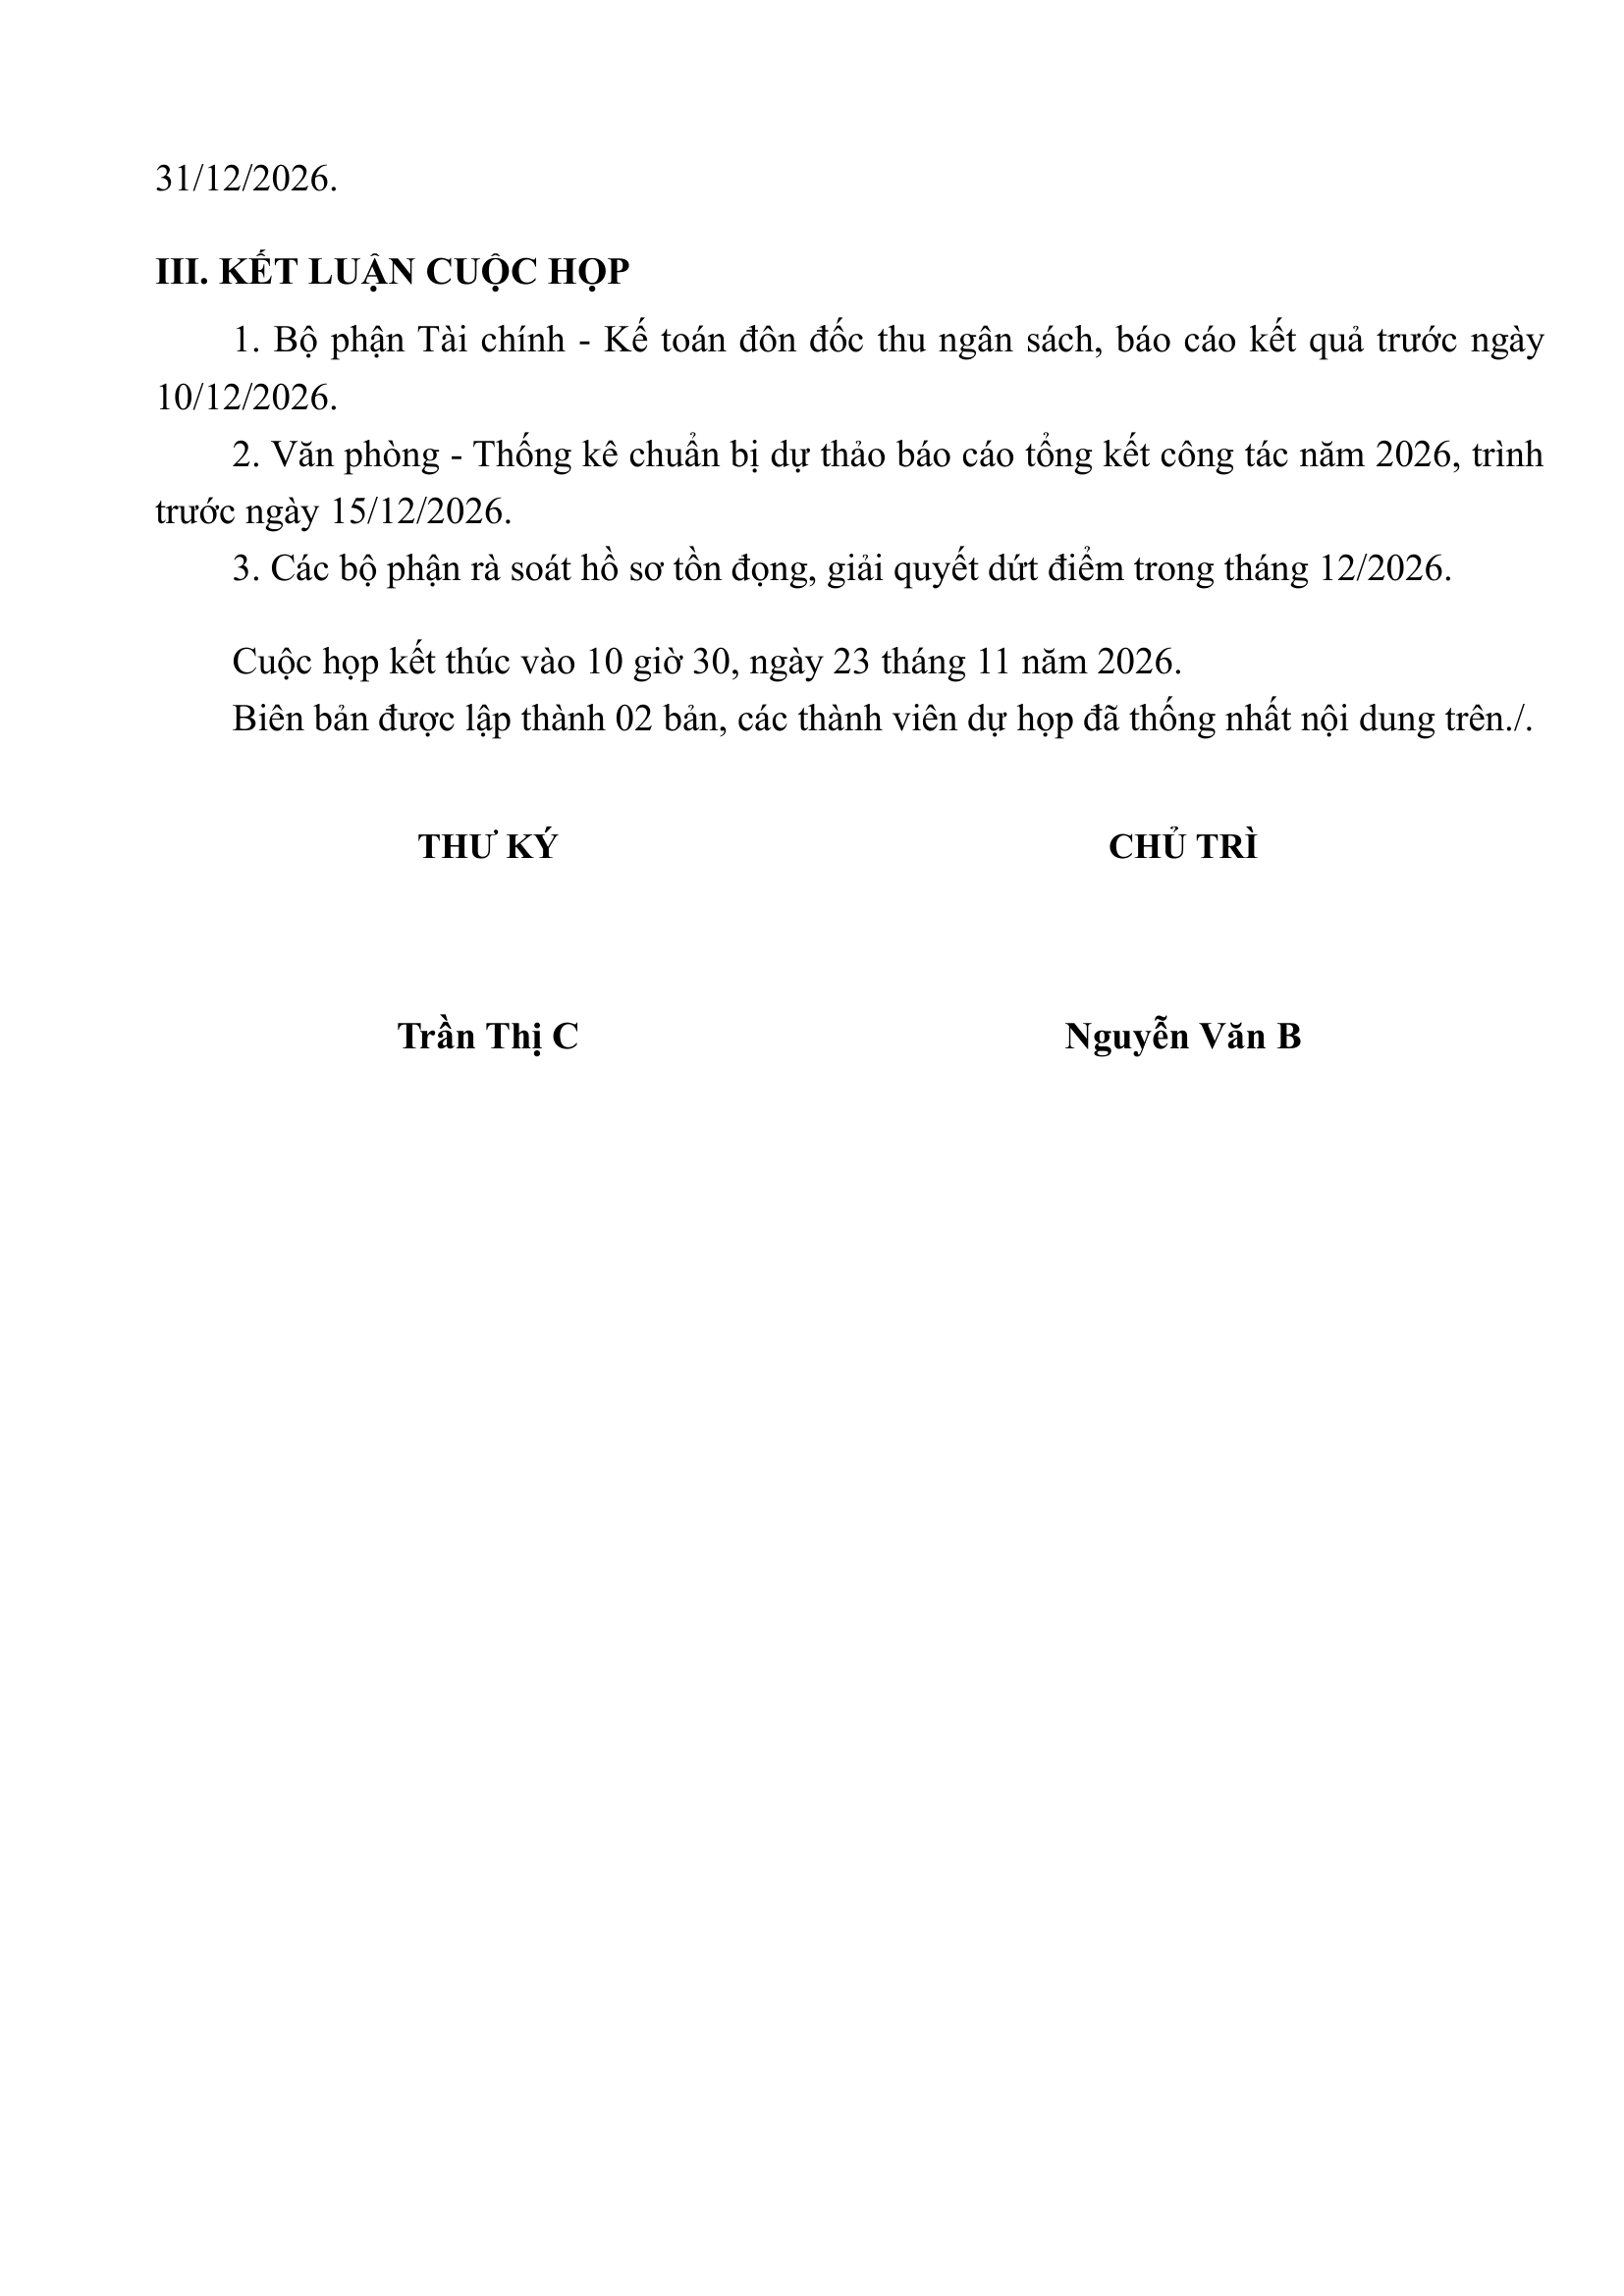 31/12/2026.
III. KẾT LUẬN CUỘC HỌP
1. Bộ phận Tài chính - Kế toán đôn đốc thu ngân sách, báo cáo kết quả trước ngày
10/12/2026.
2. Văn phòng - Thống kê chuẩn bị dự thảo báo cáo tổng kết công tác năm 2026, trình
trước ngày 15/12/2026.
3. Các bộ phận rà soát hồ sơ tồn đọng, giải quyết dứt điểm trong tháng 12/2026.
Cuộc họp kết thúc vào 10 giờ 30, ngày 23 tháng 11 năm 2026.
Biên bản được lập thành 02 bản, các thành viên dự họp đã thống nhất nội dung trên./.
THƯ KÝ CHỦ TRÌ
Trần Thị C Nguyễn Văn B